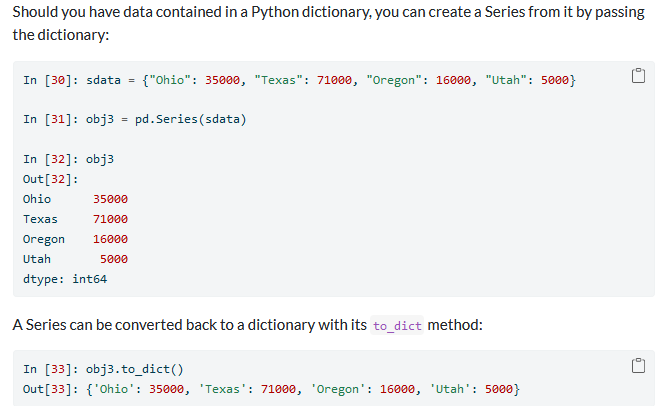 Should you have data contained in a Python dictionary, you can create a Series from it by passing
the dictionary:
In [30]: sdata = {"Ohio": 35000, "Texas": 71000, "Oregon": 16000, "Utah": 5000}
In [31]: obj3 = pd.Series(sdata)
In [32]: obj3
Out[32]:
Ohio      35000
Texas     71000
Oregon    16000
Utah       5000
dtype: int64
A Series can be converted back to a dictionary with its to_dict method:
In [33]: obj3.to_dict()
Out[33]: {'Ohio': 35000, 'Texas': 71000, 'Oregon': 16000, 'Utah': 5000}